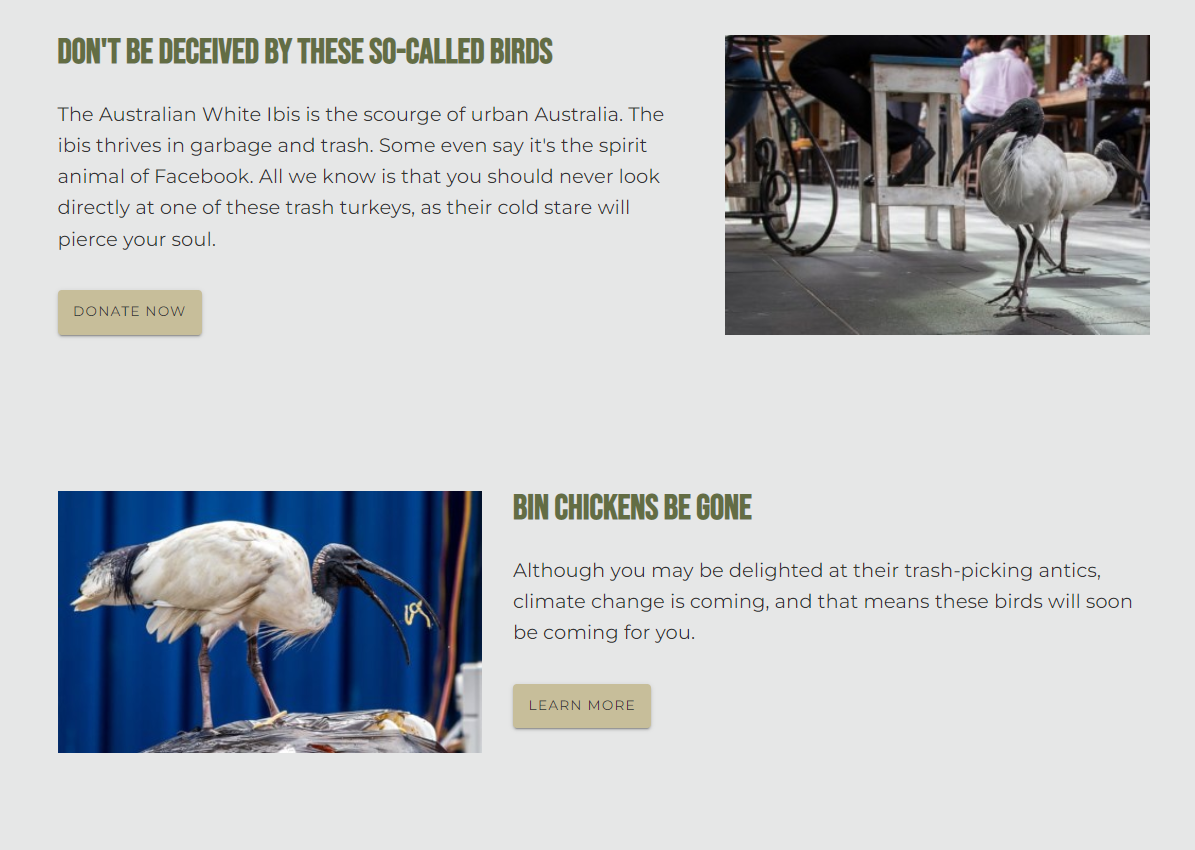 DON'T BE DECEIVED BY THESE SO-CALLED BIRDS
The Australian White Ibis is the scourge of urban Australia. The
ibis thrives in garbage and trash. Some even say it's the spirit
animal of Facebook. All we know is that you should never look
directly at one of these trash turkeys, as their cold stare will
pierce your soul.
DONATE NOW
BIN CHICKENS BE GONE
Although you may be delighted at their trash-picking antics,
climate change is coming, and that means these birds will soon
be coming for you.
LEARN MORE